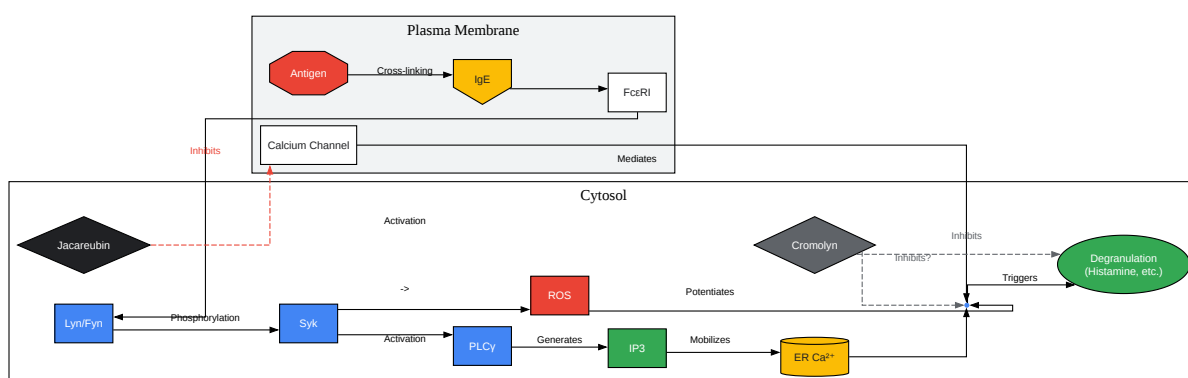 Plasma Membrane
Antigen
Cross-linking
IgE
FcεRI
Calcium Channel
Inhibits
Mediates
Cytosol
Activation
Jacareubin
Cromolyn
Inhibits
Inhibits?
Degranulation
(Histamine, etc.)
Triggers
->
ROS
Potentiates
Lyn/Fyn
Phosphorylation
Syk
Activation
PLCγ
Generates
IP3
Mobilizes
ER Ca²⁺